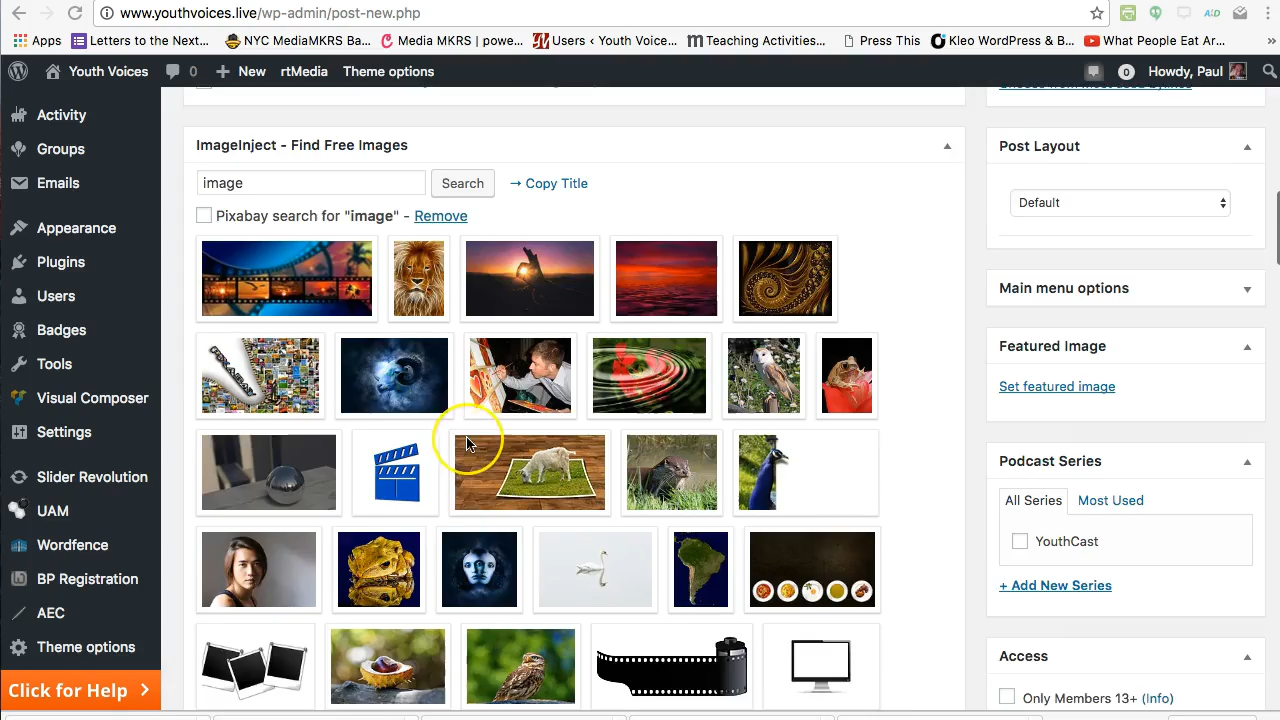 www.youthvoices.live/wp-admin/post-new.php
Apps Letters to the Next... NYC MediaMKRS Ba... Media MKRS | powe... Users ‹ Youth Voice... Teaching Activities... Press This Kleo WordPress & B... What People Eat Ar... »
Youth Voices 0 + New rtMedia Theme options 0 Howdy, Paul
Activity
Groups
Emails
Appearance
Plugins
Users
Badges
Tools
Visual Composer
Settings
Slider Revolution
UAM
Wordfence
BP Registration
AEC
Theme options
Click for Help
ImageInject - Find Free Images
image Search → Copy Title
Pixabay search for "image" - Remove
PIXABAY
Post Layout
Default
Main menu options
Featured Image
Set featured image
Podcast Series
All Series Most Used
YouthCast
+ Add New Series
Access
Only Members 13+ (Info)